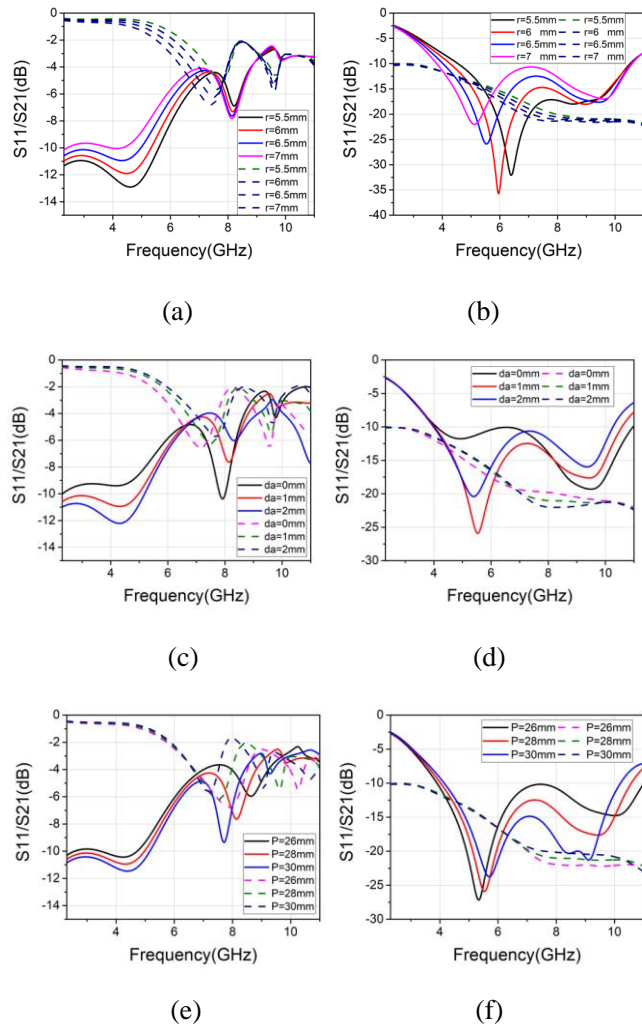 0
-2
-4
-6
-8
-10
-12
-14
S11/S21(dB)
r=5.5mm
r=6mm
r=6.5mm
r=7mm
r=5.5mm
r=6mm
r=6.5mm
r=7mm
4 6 8 10
Frequency(GHz)
(a)
0
-5
-10
-15
-20
-25
-30
-35
-40
S11/S21(dB)
r=5.5mm r=5.5mm
r=6 mm r=6 mm
r=6.5mm r=6.5mm
r=7 mm r=7 mm
4 6 8 10
Frequency(GHz)
(b)
0
-2
-4
-6
-8
-10
-12
-14
S11/S21(dB)
da=0mm
da=1mm
da=2mm
da=0mm
da=1mm
da=2mm
4 6 8 10
Frequency(GHz)
(c)
0
-5
-10
-15
-20
-25
-30
S11/S21(dB)
da=0mm da=0mm
da=1mm da=1mm
da=2mm da=2mm
4 6 8 10
Frequency(GHz)
(d)
0
-2
-4
-6
-8
-10
-12
-14
S11/S21(dB)
P=26mm
P=28mm
P=30mm
P=26mm
P=28mm
P=30mm
4 6 8 10
Frequency(GHz)
(e)
0
-5
-10
-15
-20
-25
-30
S11/S21(dB)
P=26mm P=26mm
P=28mm P=28mm
P=30mm P=30mm
4 6 8 10
Frequency(GHz)
(f)